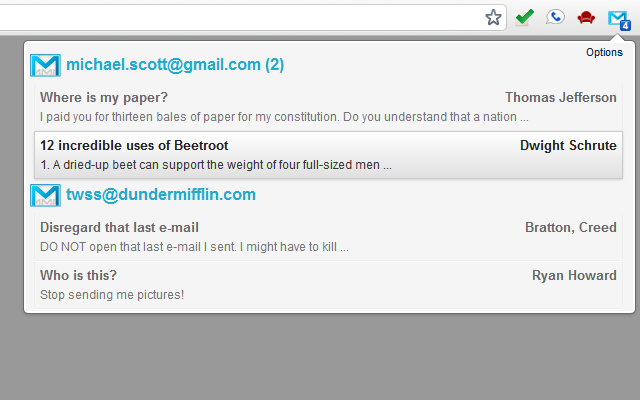 4
Options
michael.scott@gmail.com (2)
Where is my paper? Thomas Jefferson
I paid you for thirteen bales of paper for my constitution. Do you understand that a nation ...
12 incredible uses of Beetroot Dwight Schrute
1. A dried-up beet can support the weight of four full-sized men ...
twss@dundermifflin.com
Disregard that last e-mail Bratton, Creed
DO NOT open that last e-mail I sent. I might have to kill ...
Who is this? Ryan Howard
Stop sending me pictures!